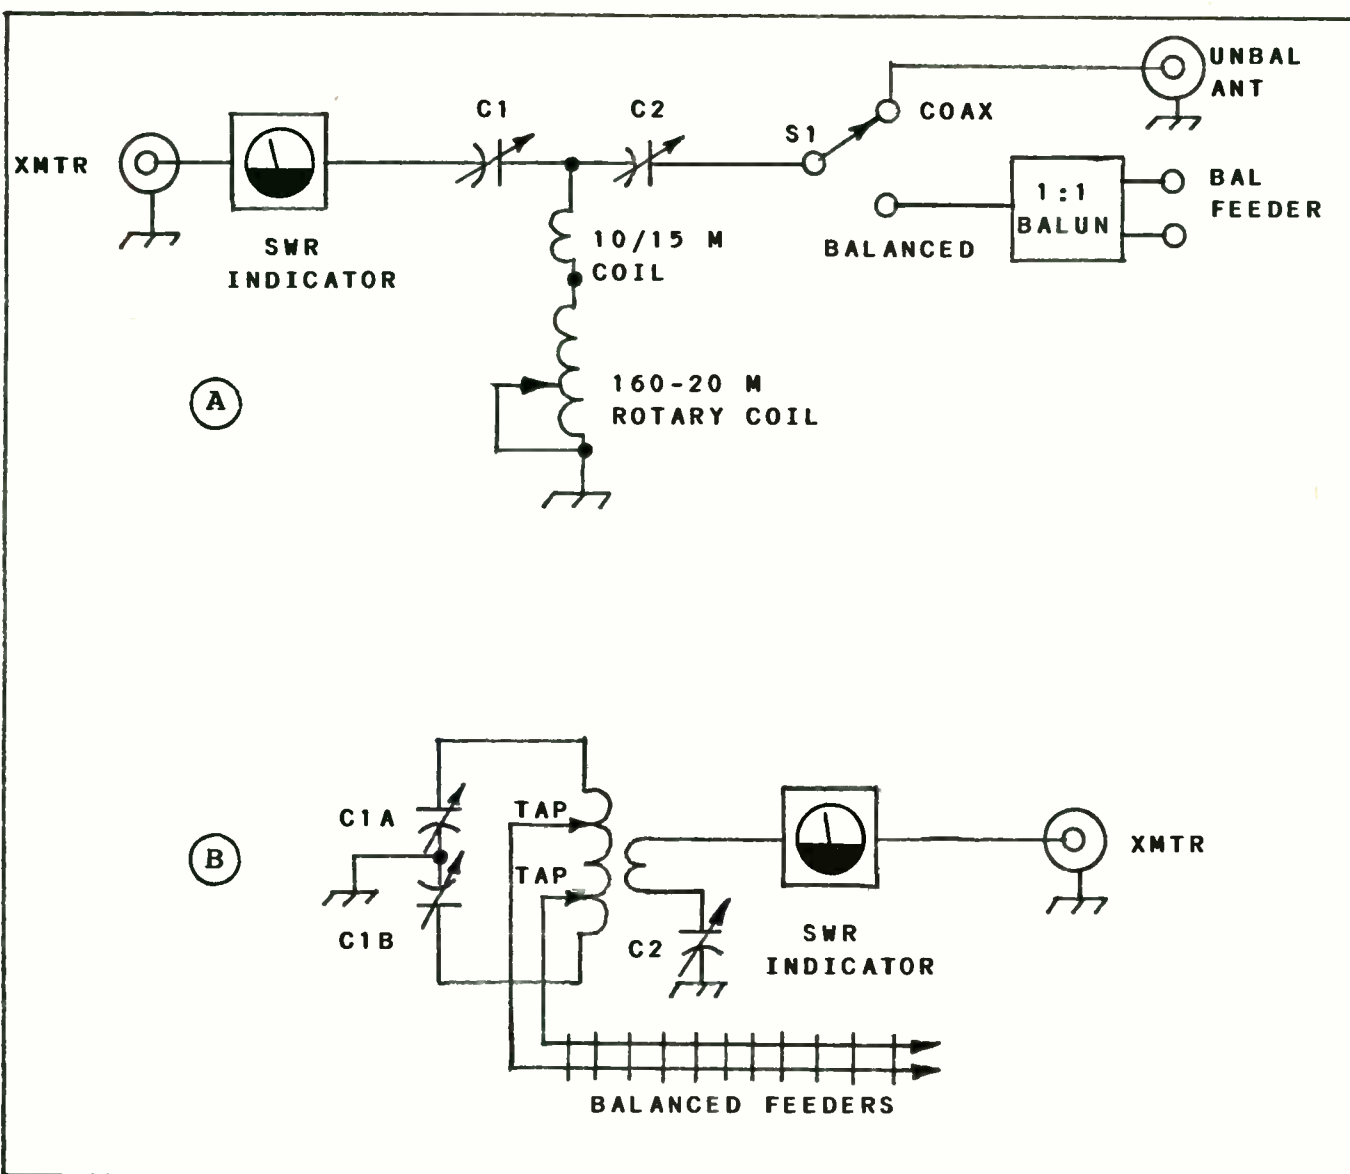 UNBAL
ANT
C1
C2
S1
COAX
XMTR
1:1
BALUN
BAL
FEEDER
SWR
INDICATOR
10/15 M
COIL
BALANCED
A
160-20 M
ROTARY COIL
C1A
TAP
B
TAP
XMTR
C1B
C2
SWR
INDICATOR
BALANCED FEEDERS